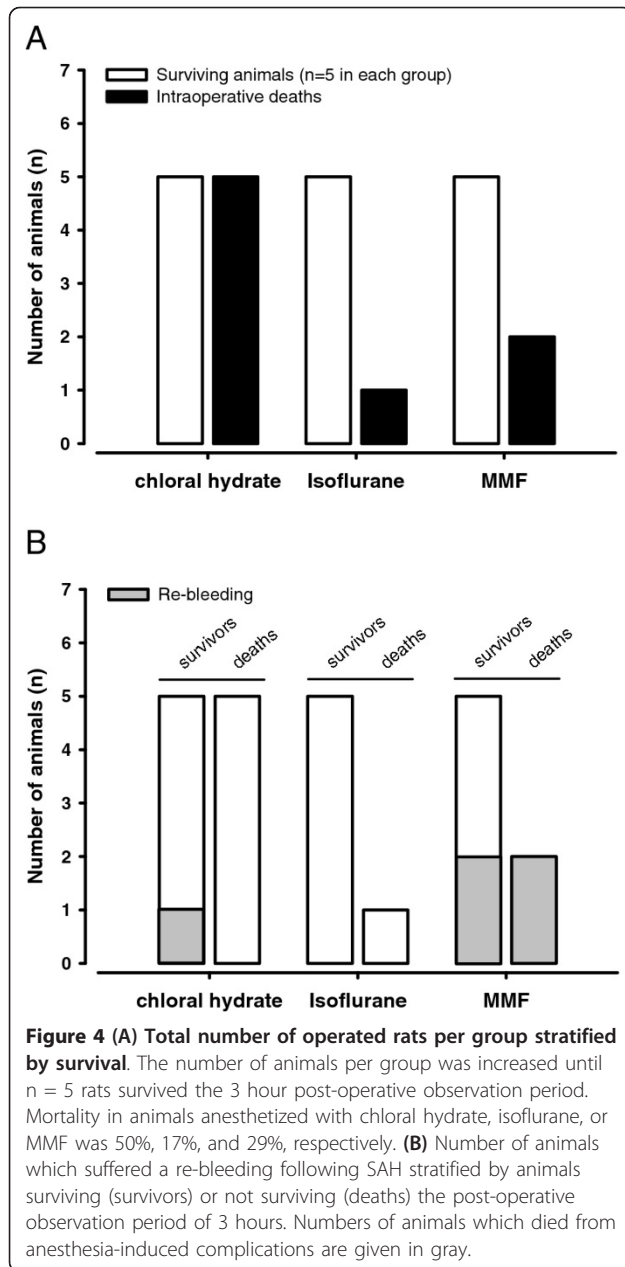 A
7
Surviving animals (n=5 in each group)
Intraoperative deaths
6
5
4
3
2
1
0
Number of animals (n)
chloral hydrate Isoflurane MMF
B
7
Re-bleeding
6
survivors deaths survivors deaths survivors deaths
5
4
3
2
1
0
Number of animals (n)
chloral hydrate Isoflurane MMF
Figure 4 (A) Total number of operated rats per group stratified
by survival. The number of animals per group was increased until
n = 5 rats survived the 3 hour post-operative observation period.
Mortality in animals anesthetized with chloral hydrate, isoflurane, or
MMF was 50%, 17%, and 29%, respectively. (B) Number of animals
which suffered a re-bleeding following SAH stratified by animals
surviving (survivors) or not surviving (deaths) the post-operative
observation period of 3 hours. Numbers of animals which died from
anesthesia-induced complications are given in gray.